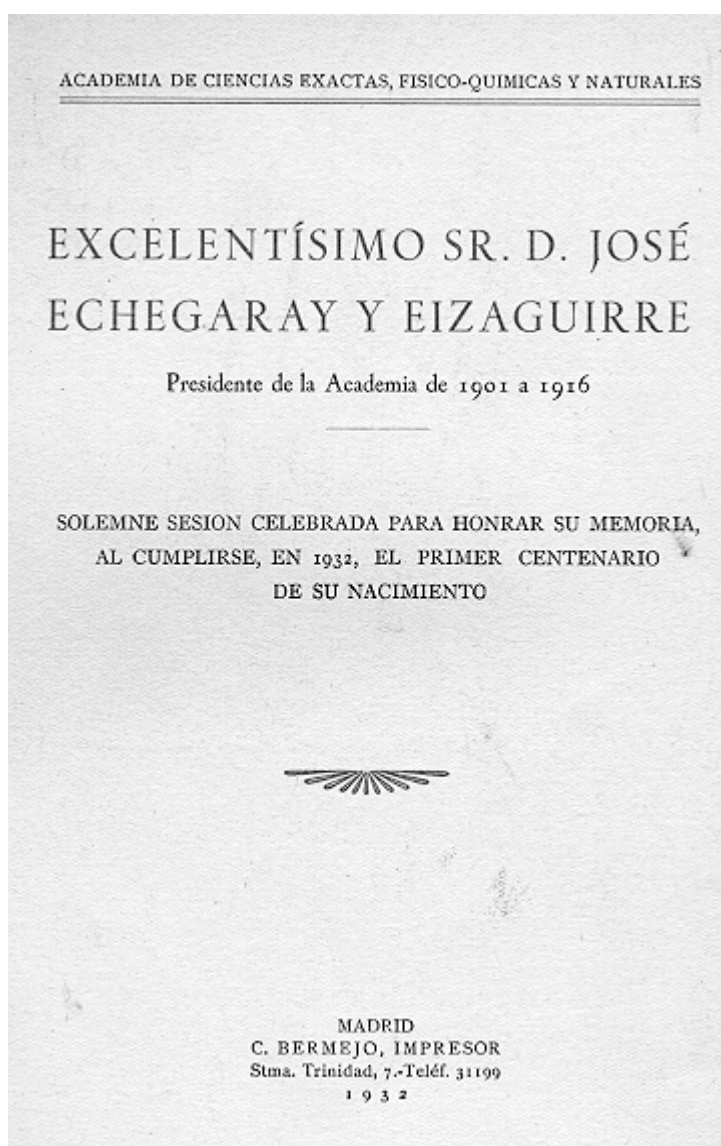 ACADEMIA DE CIENCIAS EXACTAS, FISICO-QUIMICAS Y NATURALES
EXCELENTÍSIMO SR. D. JOSÉ
ECHEGARAY Y EIZAGUIRRE
Presidente de la Academia de 1901 a 1916
SOLEMNE SESION CELEBRADA PARA HONRAR SU MEMORIA,
AL CUMPLIRSE, EN 1932, EL PRIMER CENTENARIO
DE SU NACIMIENTO
MADRID
C. BERMEJO, IMPRESOR
Stma. Trinidad, 7.-Teléf. 31199
1932